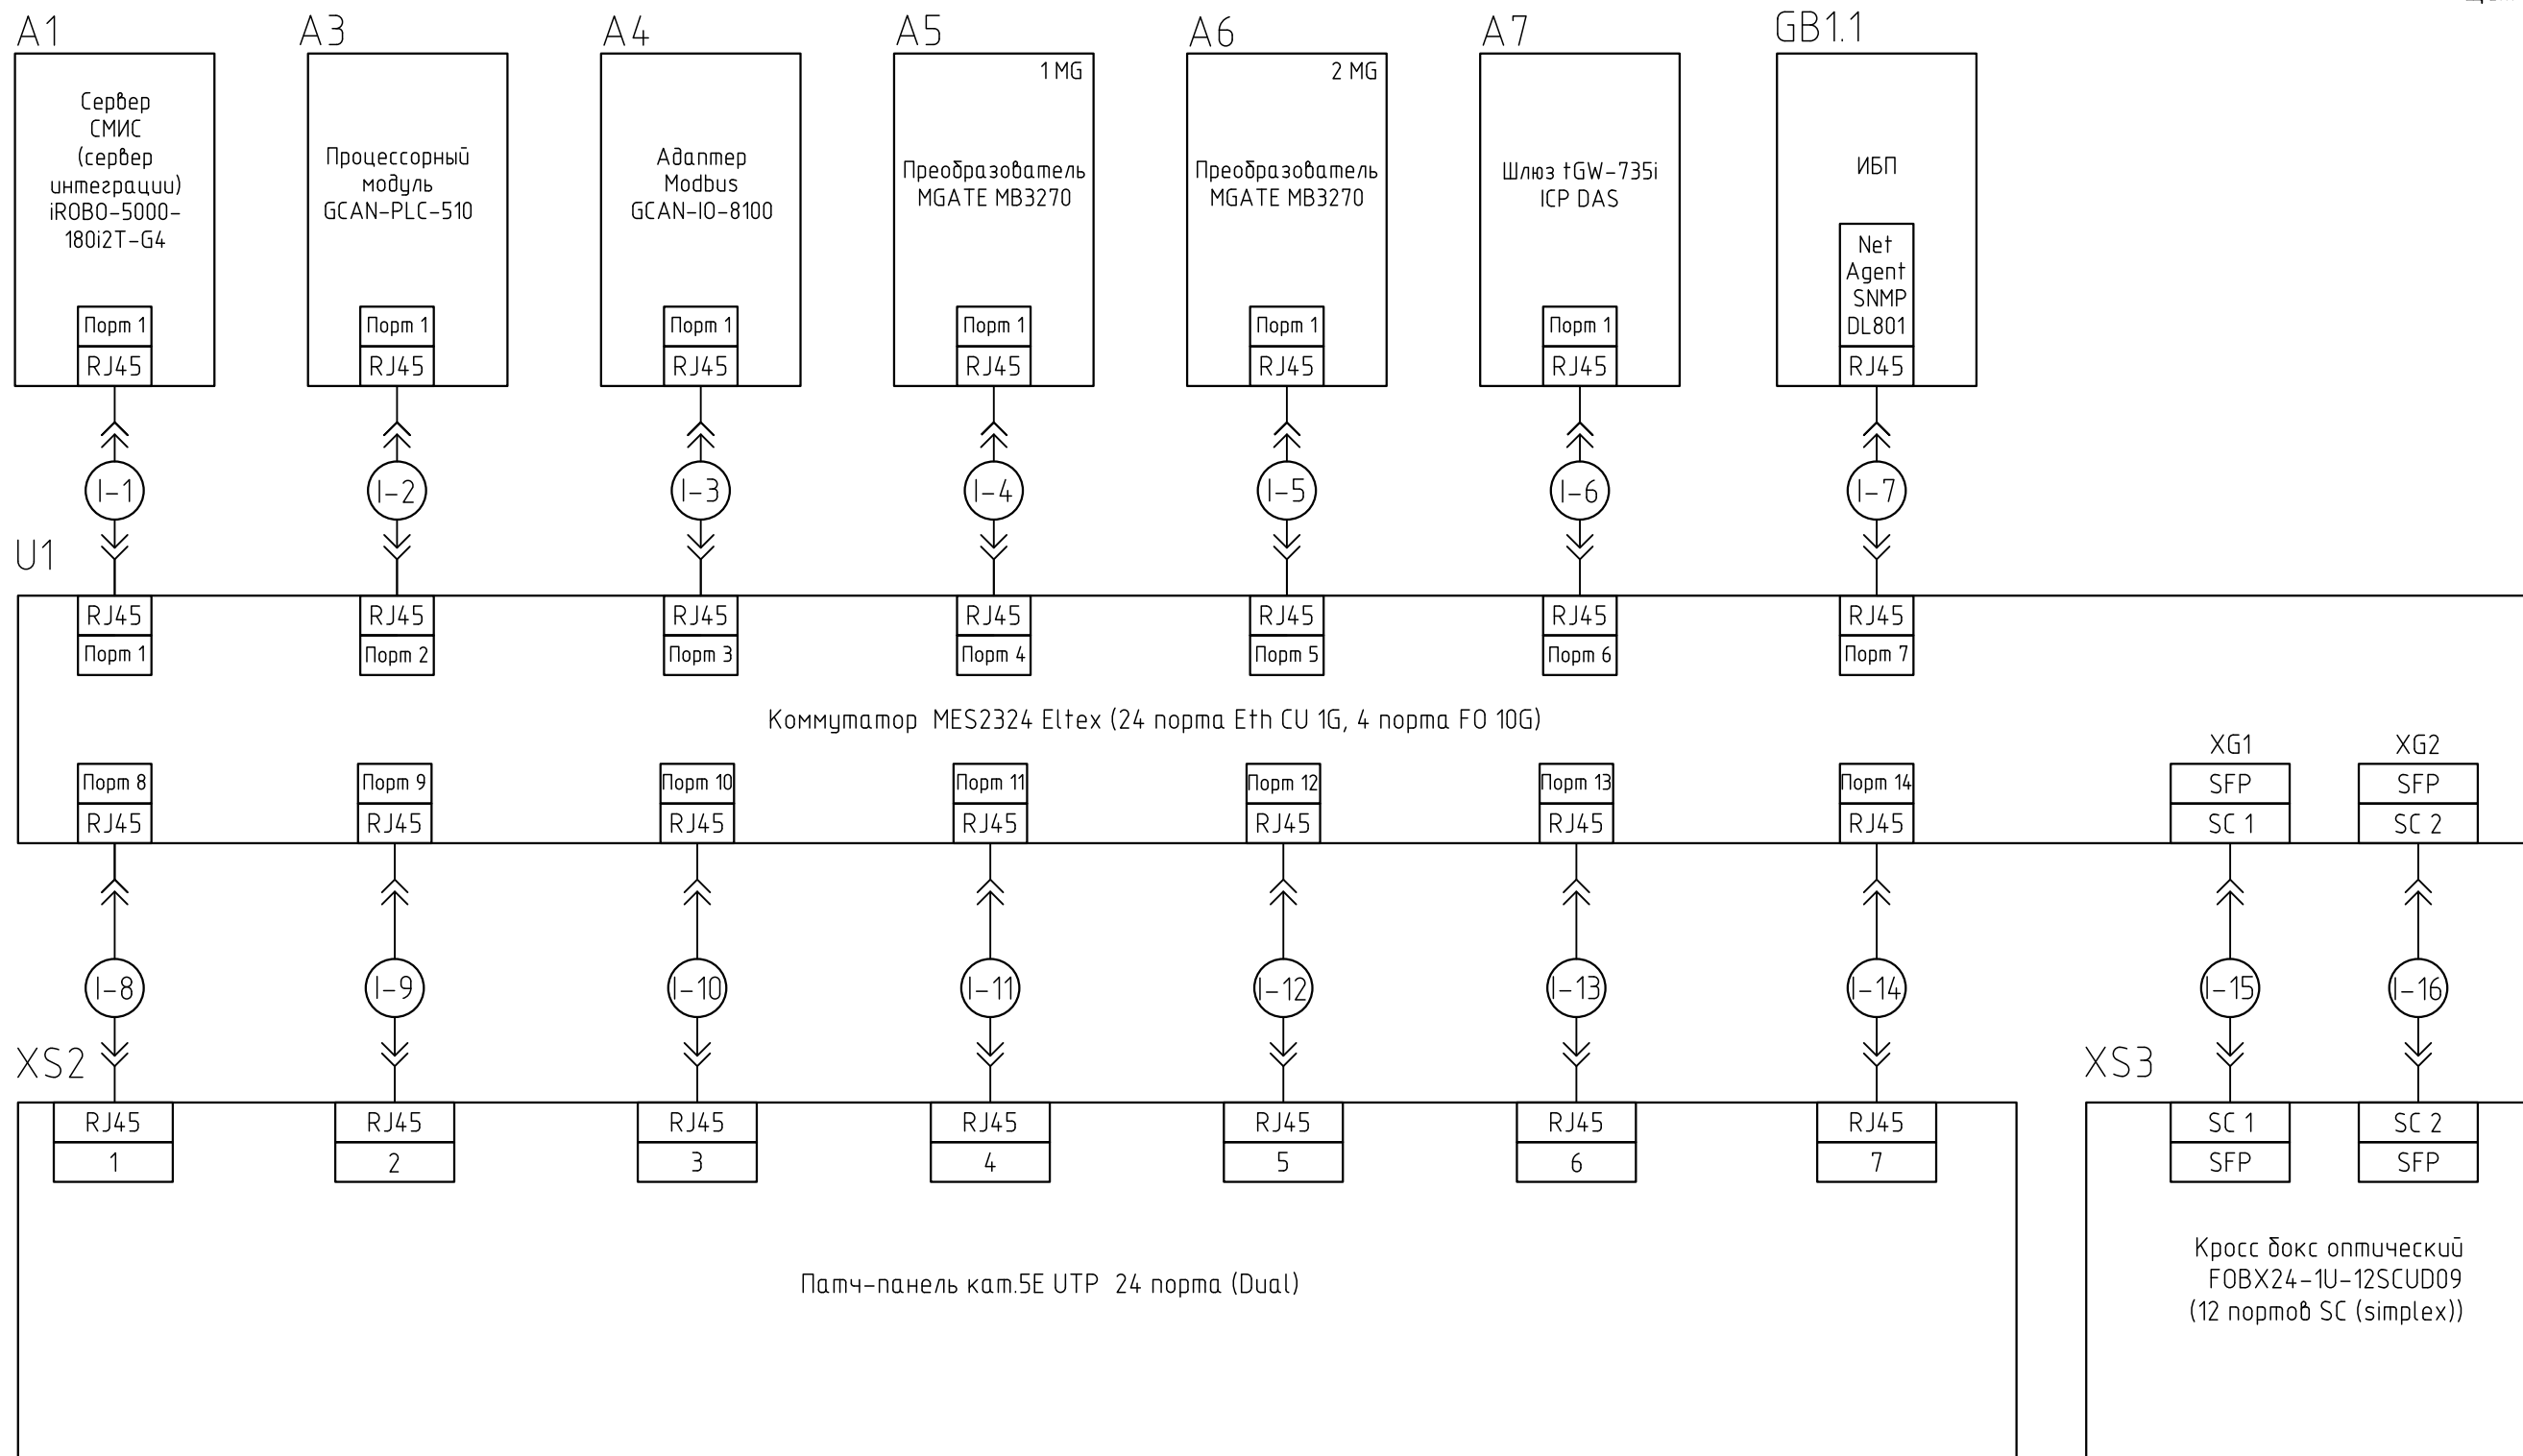 A1
A3
A4
A5
A6
A7
GB1.1
Сервер
СМИС
(сервер
интеграции)
iROBO-5000-
180i2T-G4
Порт 1
RJ45
Процессорный
модуль
GCAN-PLC-510
Порт 1
RJ45
Адаптер
Modbus
GCAN-IO-8100
Порт 1
RJ45
1 MG
Преобразователь
MGATE MB3270
Порт 1
RJ45
2 MG
Преобразователь
MGATE MB3270
Порт 1
RJ45
Шлюз tGW-735i
ICP DAS
Порт 1
RJ45
ИБП
Net
Agent
SNMP
DL801
RJ45
I-1
I-2
I-3
I-4
I-5
I-6
I-7
U1
RJ45
Порт 1
RJ45
Порт 2
RJ45
Порт 3
RJ45
Порт 4
RJ45
Порт 5
RJ45
Порт 6
RJ45
Порт 7
Коммутатор MES2324 Eltex (24 порта Eth CU 1G, 4 порта FO 10G)
Порт 8
RJ45
Порт 9
RJ45
Порт 10
RJ45
Порт 11
RJ45
Порт 12
RJ45
Порт 13
RJ45
Порт 14
RJ45
XG1
SFP
SC 1
XG2
SFP
SC 2
I-8
I-9
I-10
I-11
I-12
I-13
I-14
I-15
I-16
XS2
RJ45
1
RJ45
2
RJ45
3
RJ45
4
RJ45
5
RJ45
6
RJ45
7
Патч-панель кат.5E UTP 24 порта (Dual)
XS3
SC 1
SFP
SC 2
SFP
Кросс бокс оптический
FOBX24-1U-12SCUD09
(12 портов SC (simplex))